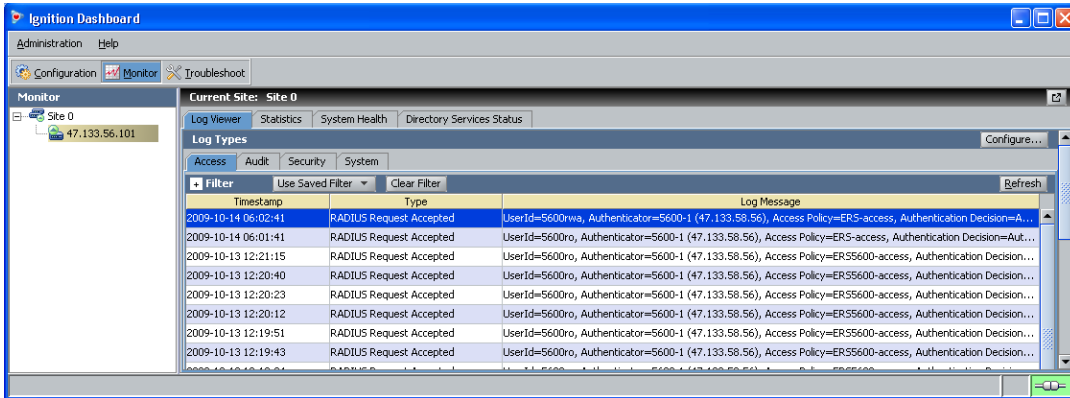 Ignition Dashboard
Administration Help
Configuration Monitor Troubleshoot
Monitor
Current Site: Site 0
Site 0
47.133.56.101
Log Viewer Statistics System Health Directory Services Status
Log Types Configure...
Access Audit Security System
Filter Use Saved Filter Clear Filter Refresh
Timestamp Type Log Message
2009-10-14 06:02:41 RADIUS Request Accepted UserId=5600rwa, Authenticator=5600-1 (47.133.58.56), Access Policy=ERS-access, Authentication Decision=A...
2009-10-14 06:01:41 RADIUS Request Accepted UserId=5600ro, Authenticator=5600-1 (47.133.58.56), Access Policy=ERS-access, Authentication Decision=Aut...
2009-10-13 12:21:15 RADIUS Request Accepted UserId=5600ro, Authenticator=5600-1 (47.133.58.56), Access Policy=ERS5600-access, Authentication Decision...
2009-10-13 12:20:40 RADIUS Request Accepted UserId=5600ro, Authenticator=5600-1 (47.133.58.56), Access Policy=ERS5600-access, Authentication Decision...
2009-10-13 12:20:23 RADIUS Request Accepted UserId=5600ro, Authenticator=5600-1 (47.133.58.56), Access Policy=ERS5600-access, Authentication Decision...
2009-10-13 12:20:12 RADIUS Request Accepted UserId=5600ro, Authenticator=5600-1 (47.133.58.56), Access Policy=ERS5600-access, Authentication Decision...
2009-10-13 12:19:51 RADIUS Request Accepted UserId=5600ro, Authenticator=5600-1 (47.133.58.56), Access Policy=ERS5600-access, Authentication Decision...
2009-10-13 12:19:43 RADIUS Request Accepted UserId=5600ro, Authenticator=5600-1 (47.133.58.56), Access Policy=ERS5600-access, Authentication Decision...